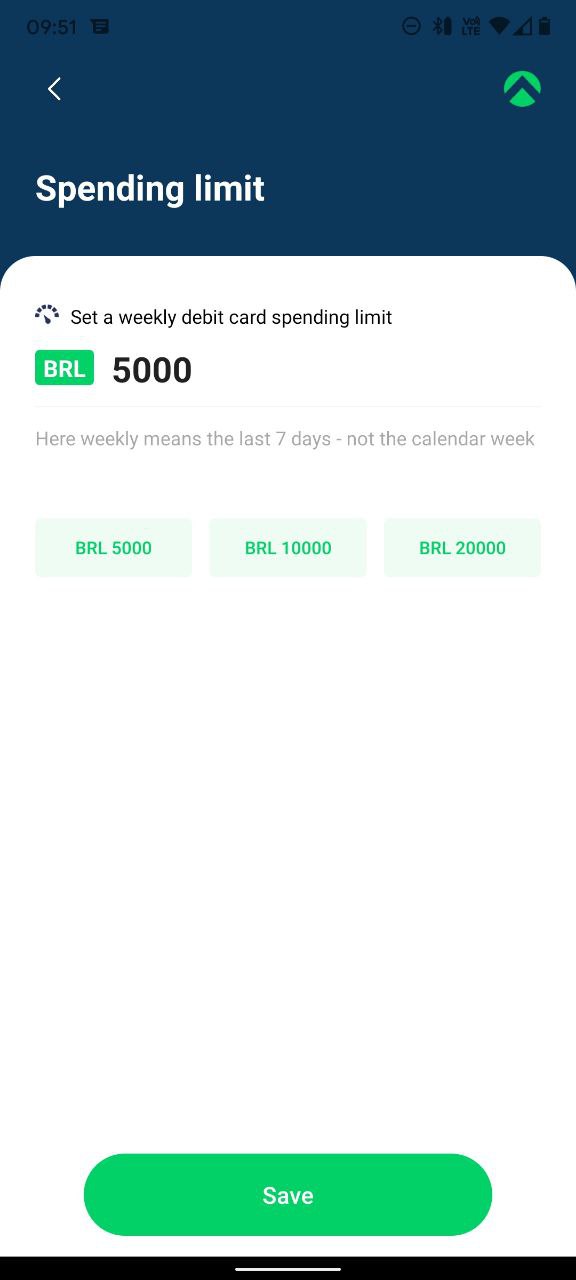 09:51
Vo) LTE
Spending limit
Set a weekly debit card spending limit
BRL 5000
Here weekly means the last 7 days - not the calendar week
BRL 5000 BRL 10000 BRL 20000
Save